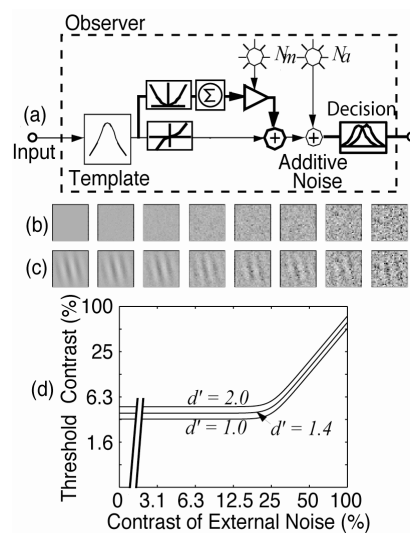 Observer
Nm
Na
(a)
Σ
Decision
Input
+
+
Template
Additive
Noise
(b)
(c)
(d)
Threshold Contrast (%)
100
25
6.3
1.6
d' = 2.0
d' = 1.0
d' = 1.4
0 3.1 6.3 12.5 25 50 100
Contrast of External Noise (%)